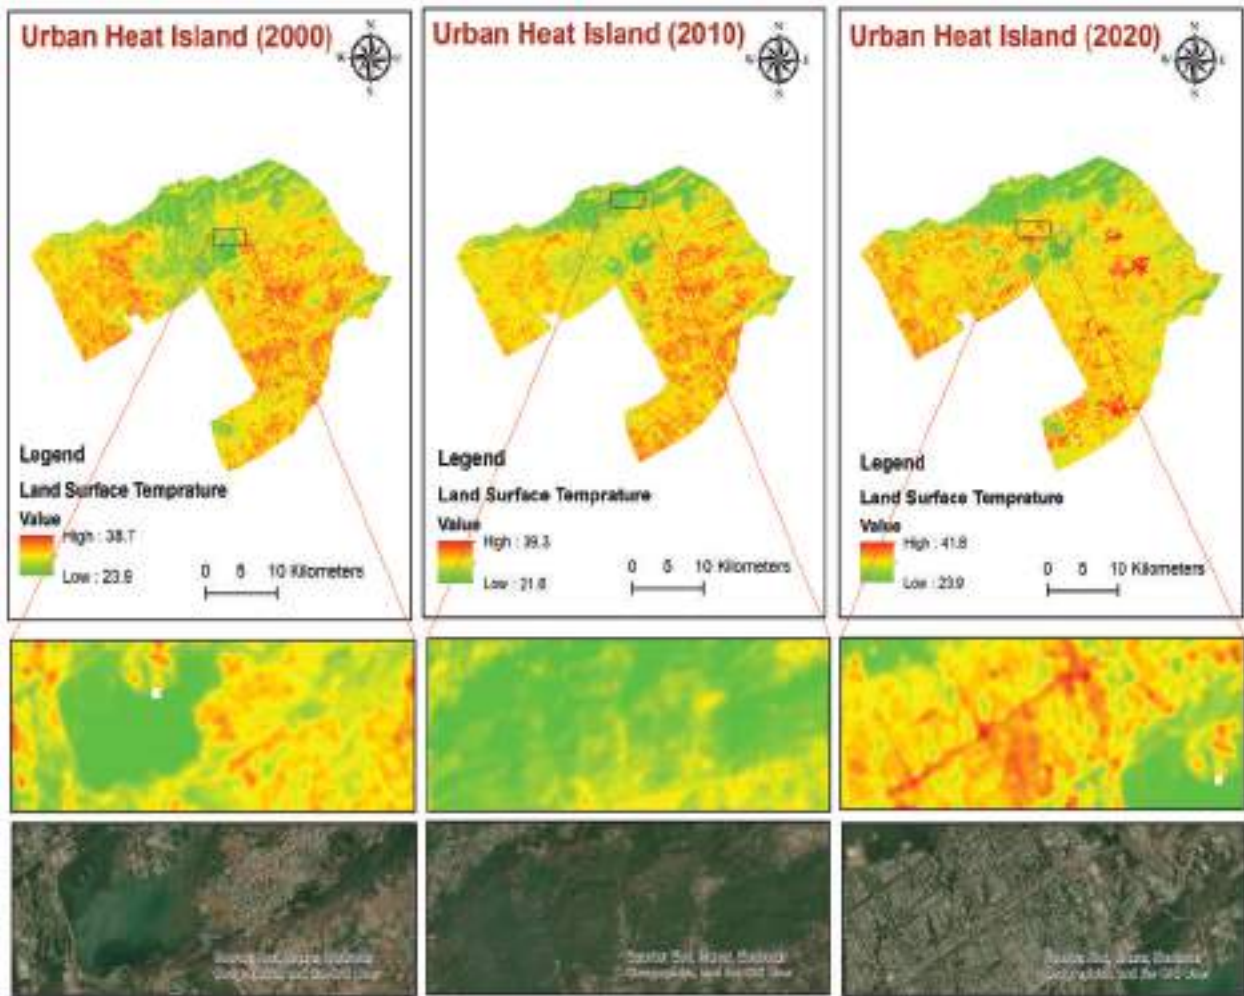 Urban Heat Island (2000)
N
W
S
Legend
Land Surface Temprature
Value
High : 38.7
Low : 23.9
0 5 10 Kilometers
Urban Heat Island (2010)
N
W E
S
Legend
Land Surface Temprature
Value
High : 39.3
Low : 21.6
0 5 10 Kilometers
Urban Heat Island (2020)
N
W E
S
Legend
Land Surface Temprature
Value
High : 41.8
Low : 23.9
0 5 10 Kilometers